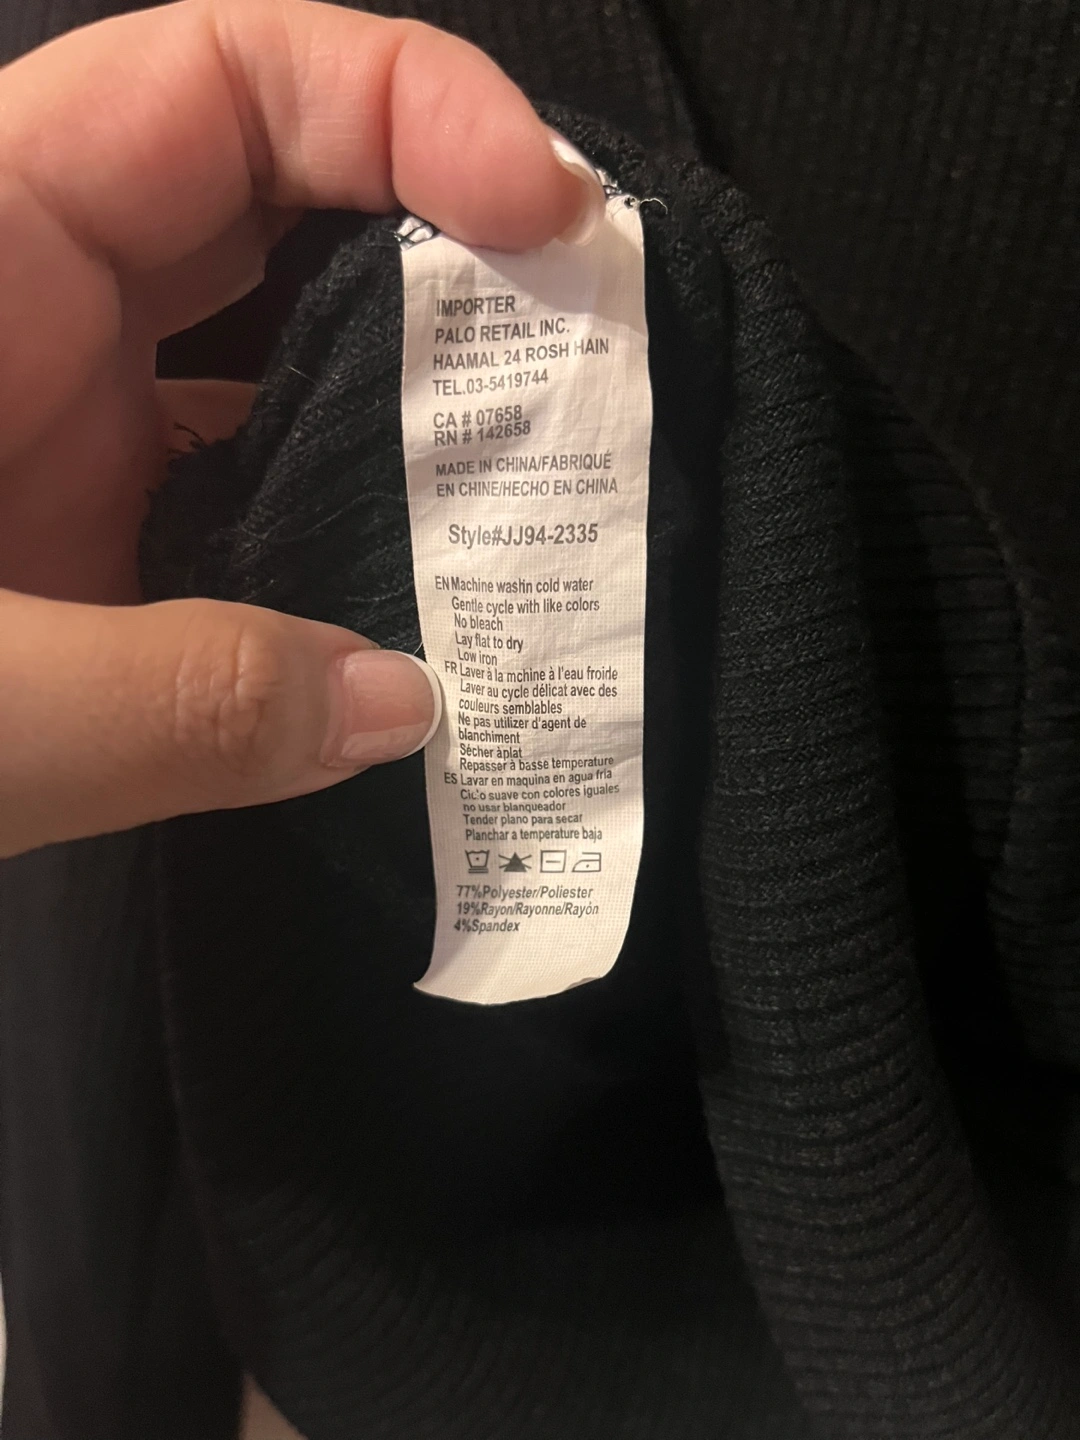 IMPORTER
PALO RETAIL INC.
HAAMAL 24 ROSH HAIN
TEL.03-5419744
CA # 07658
RN # 142658
MADE IN CHINA/FABRIQUÉ
EN CHINE/HECHO EN CHINA
Style#JJ94-2335
EN Machine washin cold water
Gentle cycle with like colors
No bleach
Lay flat to dry
Low iron
FR Laver à la mchine à l'eau froide
Laver au cycle délicat avec des
couleurs semblables
Ne pas utilizer d'agent de
blanchiment
Sécher àplat
Repasser à basse temperature
ES Lavar en maquina en agua fria
Ciclo suave con colores iguales
no usar blanqueador
Tender plano para secar
Planchar a temperature baja
77%Polyester/Poliester
19%Rayon/Rayonne/Rayón
4%Spandex